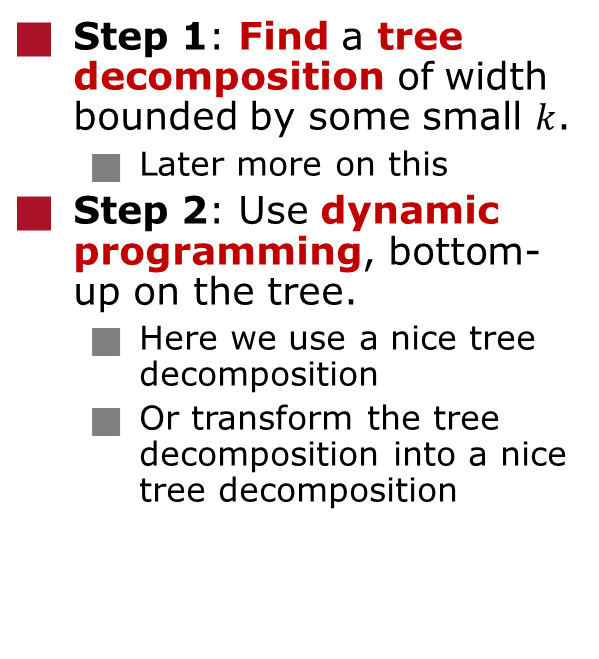 Step 1: Find a tree
decomposition of width
bounded by some small k.
Later more on this
Step 2: Use dynamic
programming, bottom-
up on the tree.
Here we use a nice tree
decomposition
Or transform the tree
decomposition into a nice
tree decomposition